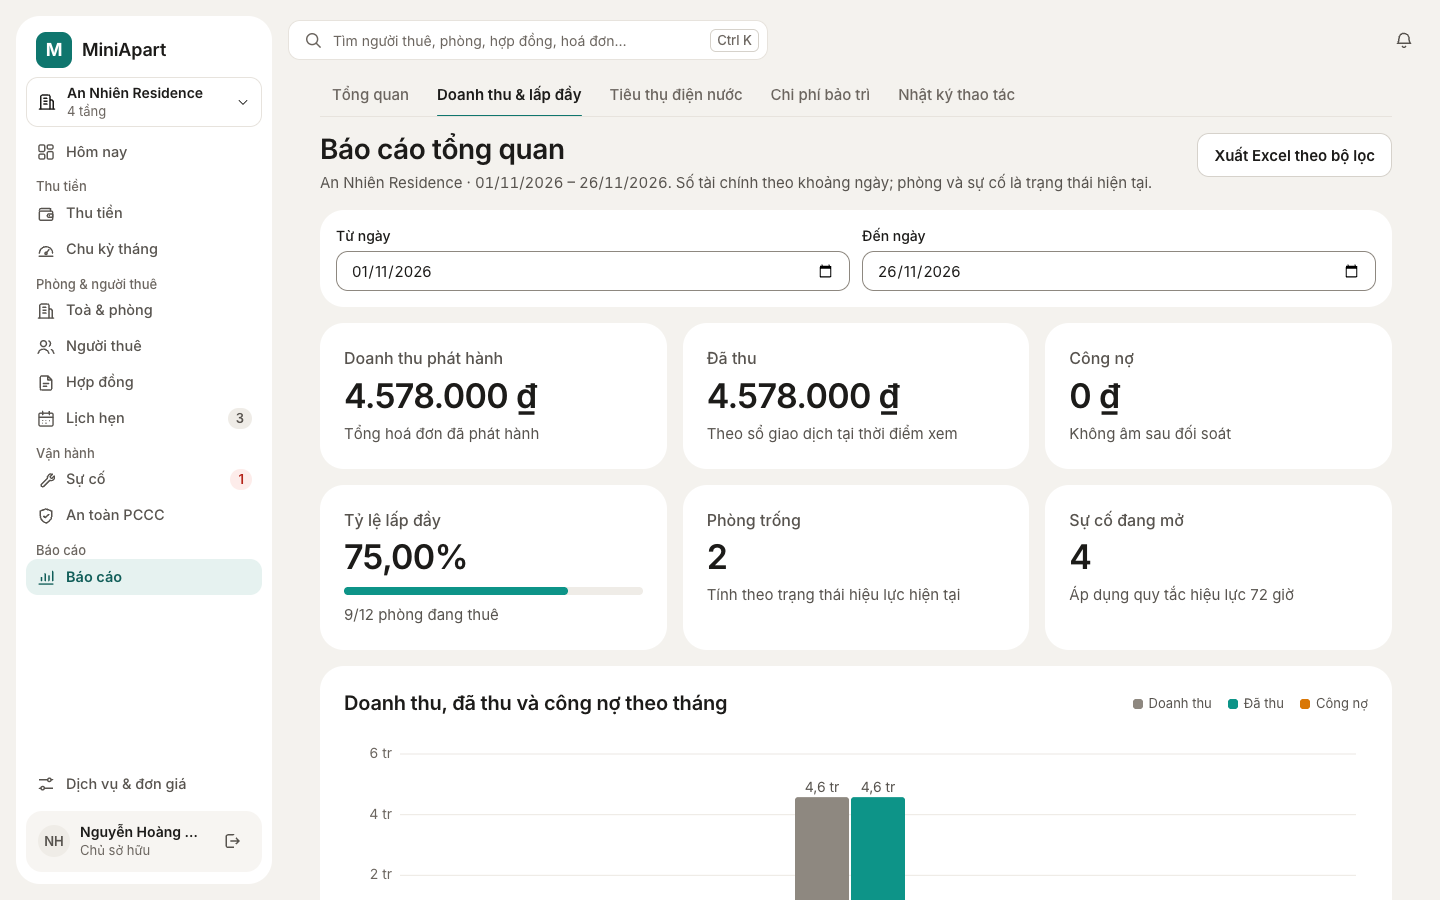 M MiniApart
An Nhiên Residence
4 tầng
Hôm nay
Thu tiền
Thu tiền
Chu kỳ tháng
Phòng & người thuê
Toà & phòng
Người thuê
Hợp đồng
Lịch hẹn 3
Vận hành
Sự cố 1
An toàn PCCC
Báo cáo
Báo cáo
Dịch vụ & đơn giá
NH Nguyễn Hoàng ...
Chủ sở hữu
Tìm người thuê, phòng, hợp đồng, hoá đơn... Ctrl K
Tổng quan Doanh thu & lấp đầy Tiêu thụ điện nước Chi phí bảo trì Nhật ký thao tác
Báo cáo tổng quan
An Nhiên Residence · 01/11/2026 – 26/11/2026. Số tài chính theo khoảng ngày; phòng và sự cố là trạng thái hiện tại.
Xuất Excel theo bộ lọc
Từ ngày Đến ngày
01/11/2026 26/11/2026
Doanh thu phát hành
4.578.000 ₫
Tổng hoá đơn đã phát hành
Đã thu
4.578.000 ₫
Theo sổ giao dịch tại thời điểm xem
Công nợ
0 ₫
Không âm sau đối soát
Tỷ lệ lấp đầy
75,00%
9/12 phòng đang thuê
Phòng trống
2
Tính theo trạng thái hiệu lực hiện tại
Sự cố đang mở
4
Áp dụng quy tắc hiệu lực 72 giờ
Doanh thu, đã thu và công nợ theo tháng
Doanh thu Đã thu Công nợ
6 tr
4,6 tr 4,6 tr
4 tr
2 tr